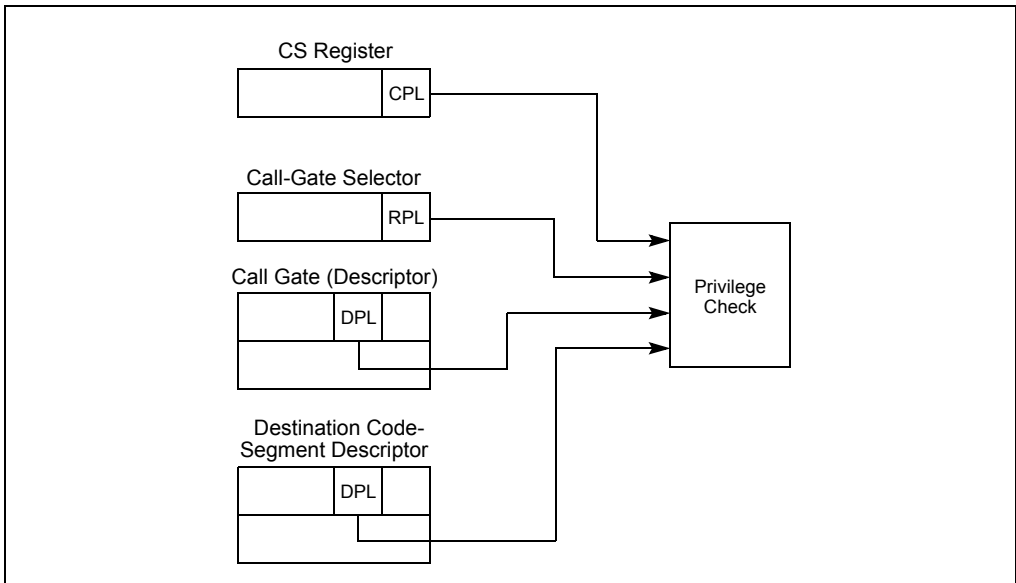 CS Register
CPL
Call-Gate Selector
RPL
Call Gate (Descriptor)
DPL
Privilege
Check
Destination Code-
Segment Descriptor
DPL